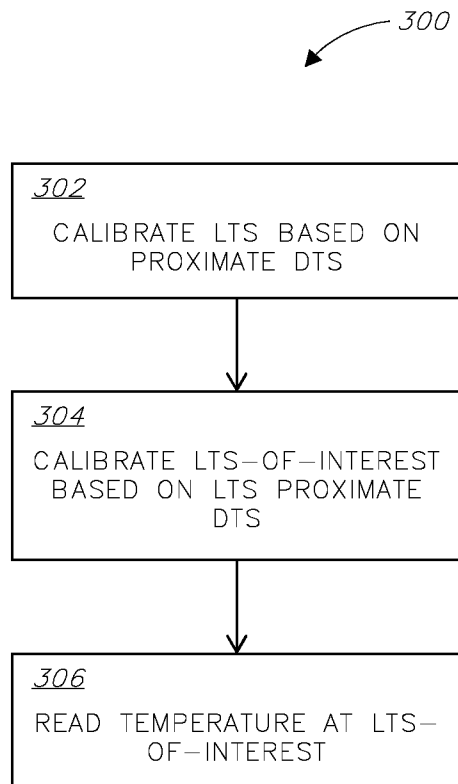 300
302
CALIBRATE LTS BASED ON
PROXIMATE DTS
304
CALIBRATE LTS-OF-INTEREST
BASED ON LTS PROXIMATE
DTS
306
READ TEMPERATURE AT LTS-
OF-INTEREST